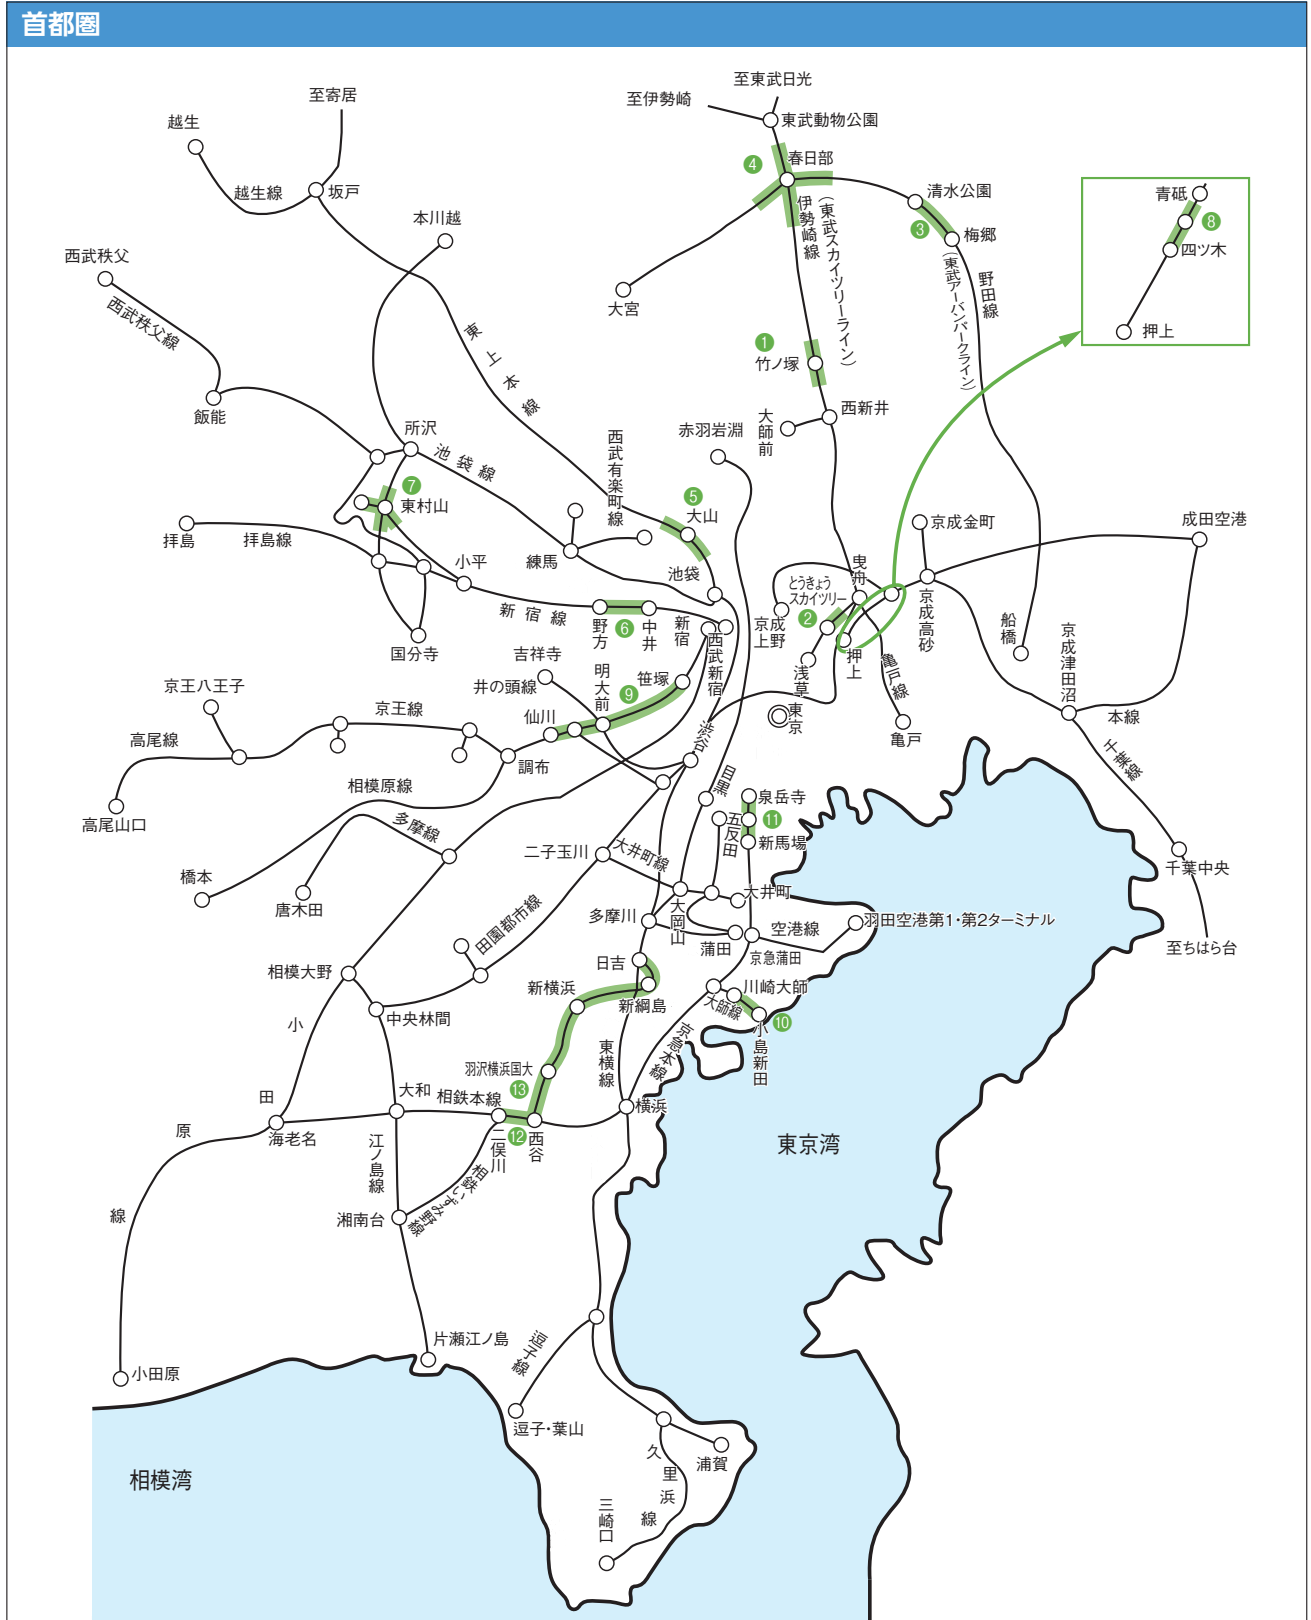 首都圏
至東武日光
至伊勢崎
東武動物公園
至寄居
越生
越生線
坂戸
④
春日部
伊勢崎線
(東武スカイツリーライン)
清水公園
③
梅郷
(東武アーバンパークライン)
野田線
青砥
⑧
四ツ木
押上
本川越
西武秩父
西武秩父線
大宮
東上本線
①
竹ノ塚
飯能
所沢
池袋線
西武有楽町線
赤羽岩淵
大師前
西新井
⑦
東村山
⑤
大山
拝島
拝島線
小平
練馬
池袋
京成金町
成田空港
とうきょう
スカイツリー
曳舟
②
京成高砂
新宿線
野方
⑥
中井
新宿
西武新宿
京成上野
浅草
押上
亀戸線
亀戸
船橋
京成津田沼
国分寺
吉祥寺
井の頭線
明大前
笹塚
⑨
仙川
京王八王子
京王線
高尾線
調布
渋谷
東京
本線
千葉線
高尾山口
相模原線
多摩線
目黒
五反田
泉岳寺
⑪
新馬場
橋本
唐木田
二子玉川
大井町線
大井町
千葉中央
至ちはら台
田園都市線
多摩川
大岡山
蒲田
空港線
京急蒲田
羽田空港第1・第2ターミナル
相模大野
中央林間
日吉
新横浜
新綱島
川崎大師
大師線
⑩
小島新田
小田原線
羽沢横浜国大
⑬
東横線
京急本線
大和
相鉄本線
海老名
江ノ島線
⑫
二俣川
西谷
横浜
東京湾
相鉄いずみ野線
湘南台
片瀬江ノ島
逗子線
小田原
逗子・葉山
浦賀
久里浜線
三崎口
相模湾